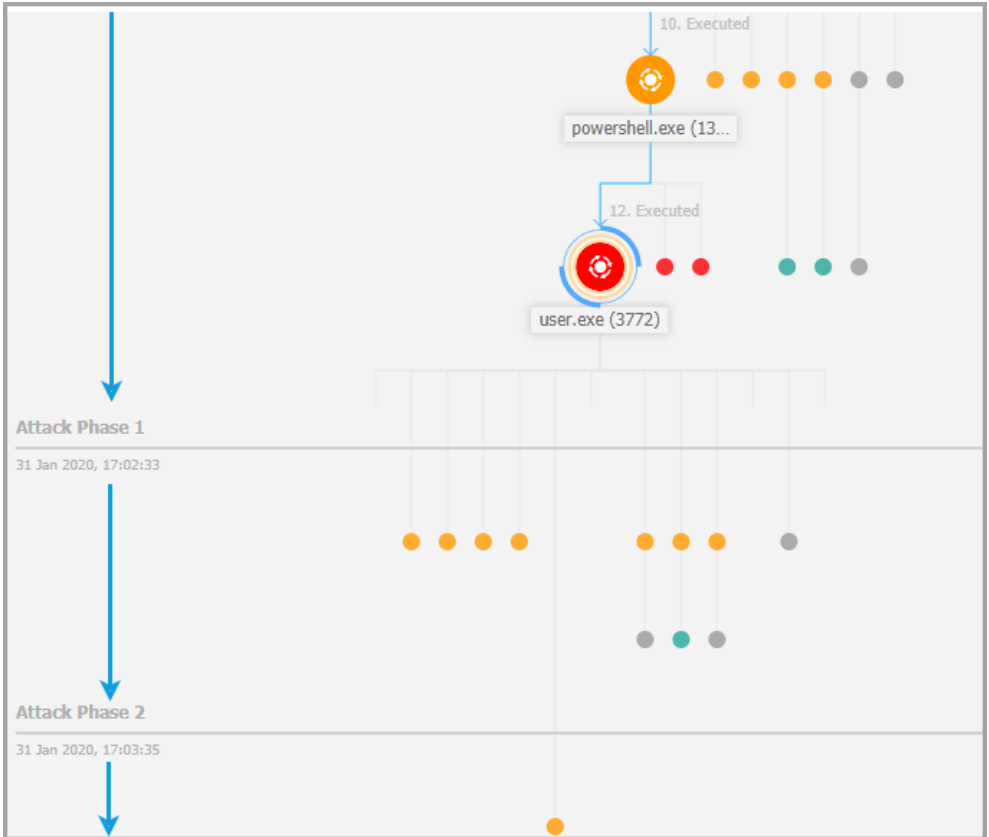 10. Executed
powershell.exe (13...
12. Executed
user.exe (3772)
Attack Phase 1
31 Jan 2020, 17:02:33
Attack Phase 2
31 Jan 2020, 17:03:35